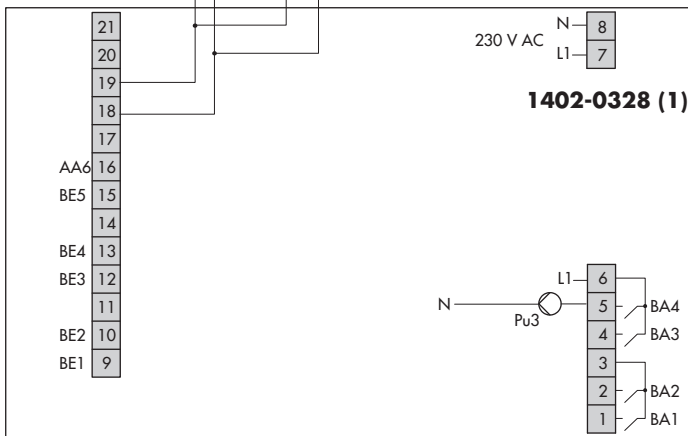 21
20
19
18
17
AA6 16
BE5 15
14
BE4 13
BE3 12
11
BE2 10
BE1 9
230 V AC
N 8
L1 7
1402-0328 (1)
L1 6
N Pu3 5 BA4
4 BA3
3
2 BA2
1 BA1